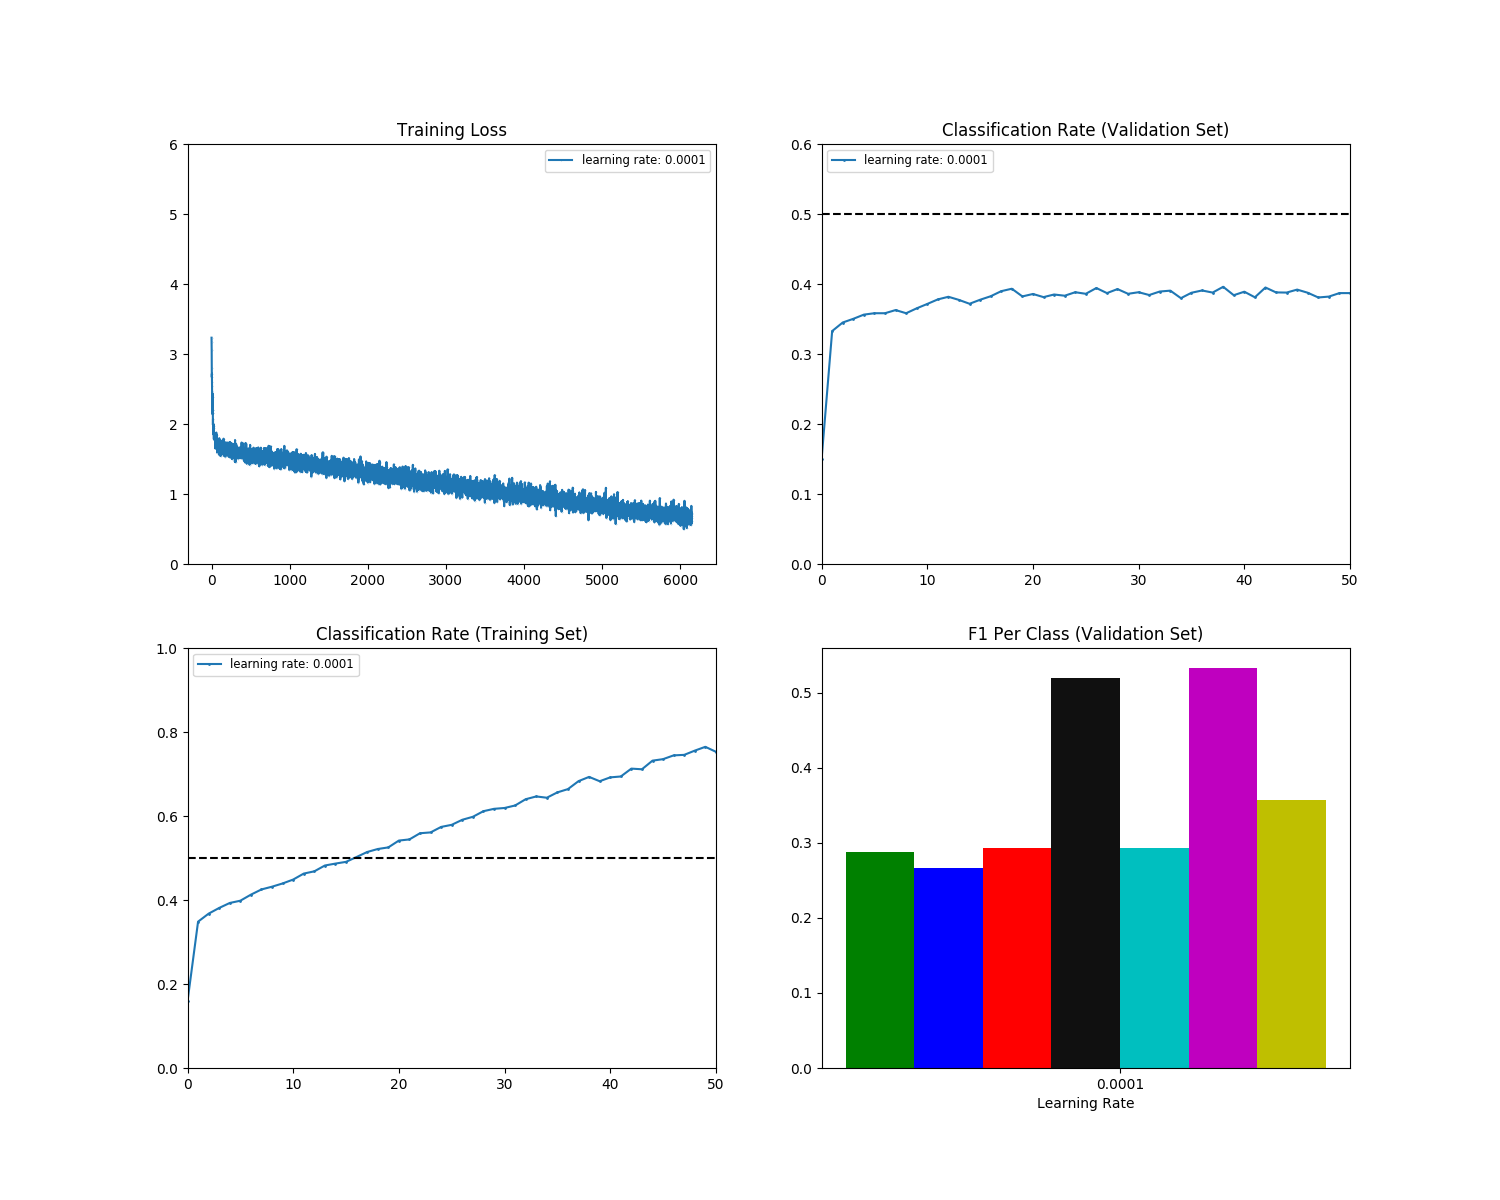 Training Loss
learning rate: 0.0001
6
5
4
3
2
1
0
0 1000 2000 3000 4000 5000 6000
Classification Rate (Validation Set)
learning rate: 0.0001
0.6
0.5
0.4
0.3
0.2
0.1
0.0
0 10 20 30 40 50
Classification Rate (Training Set)
learning rate: 0.0001
1.0
0.8
0.6
0.4
0.2
0.0
0 10 20 30 40 50
F1 Per Class (Validation Set)
0.5
0.4
0.3
0.2
0.1
0.0
0.0001
Learning Rate